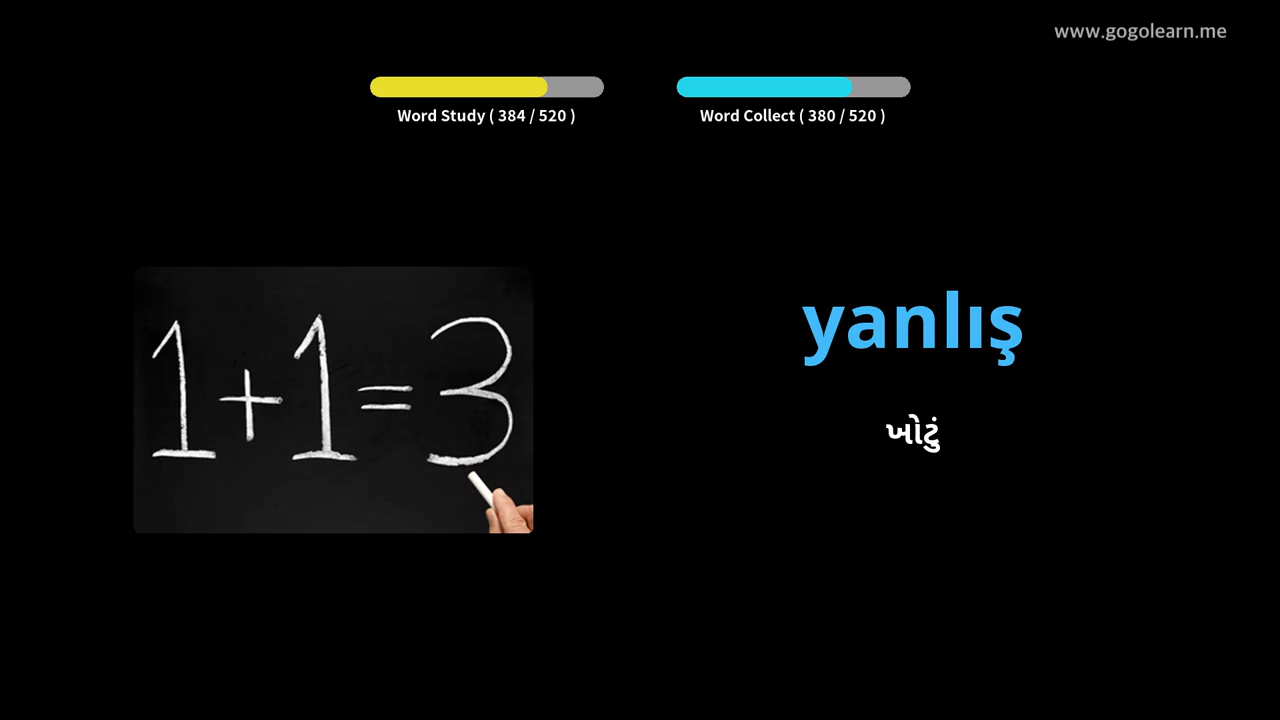 www.gogolearn.me
Word Study ( 384 / 520 )
Word Collect ( 380 / 520 )
1+1=3
yanlış
ખોટું